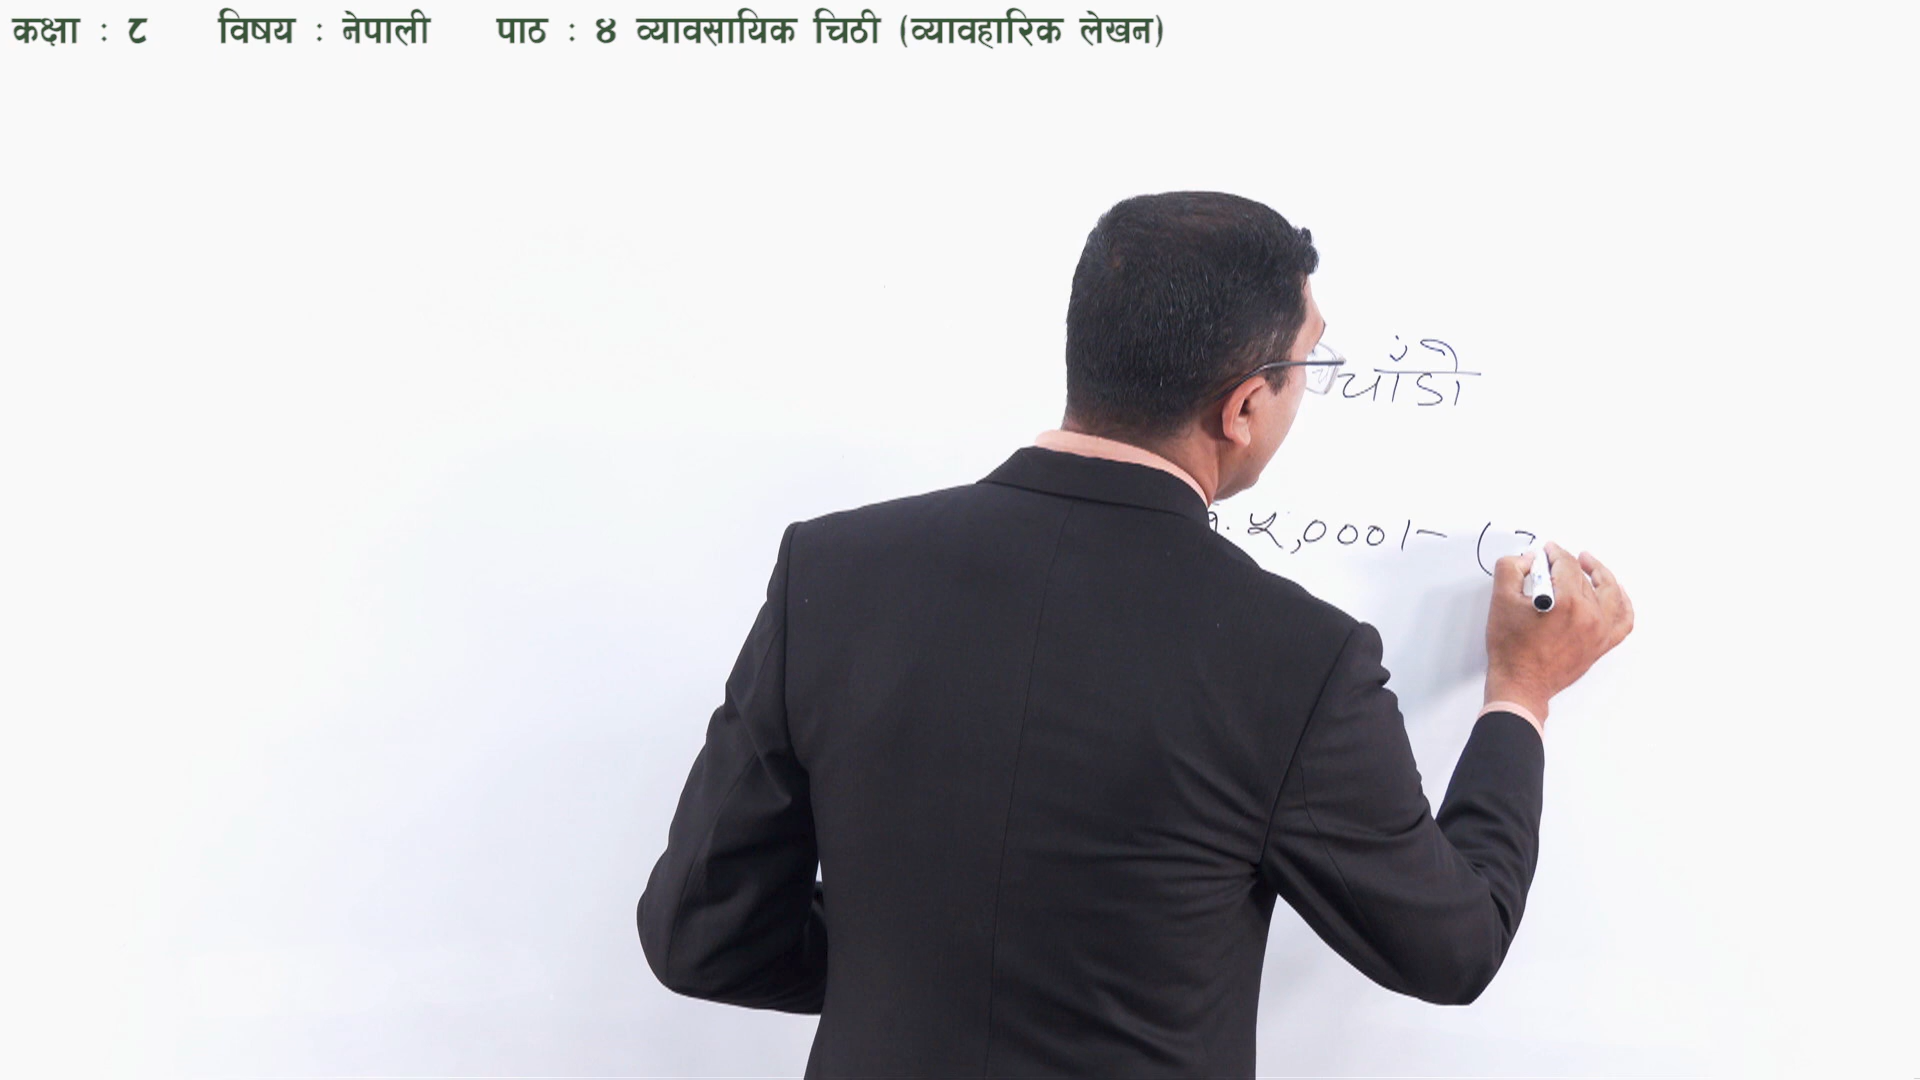 कक्षा : ८ विषय : नेपाली पाठ : ४ व्यावसायिक चिठी (व्यावहारिक लेखन)
५,०००।– (